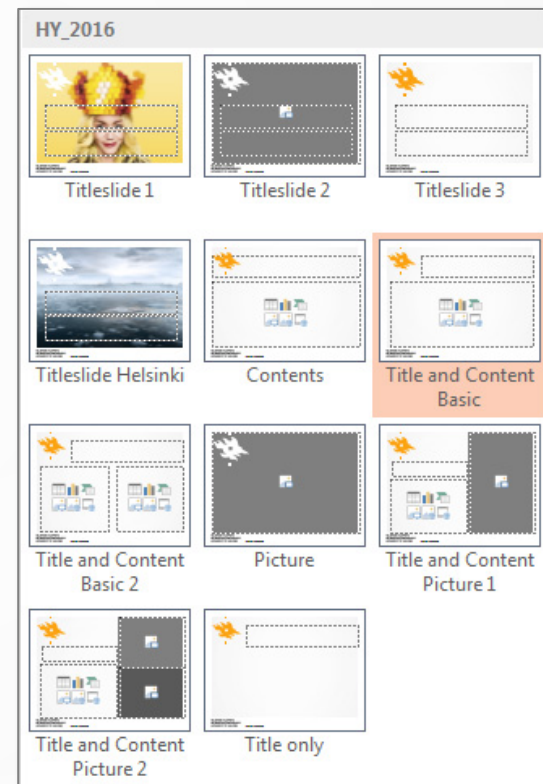 HY_2016
Titleslide 1
Titleslide 2
Titleslide 3
Titleslide Helsinki
Contents
Title and Content
Basic
Title and Content
Basic 2
Picture
Title and Content
Picture 1
Title and Content
Picture 2
Title only